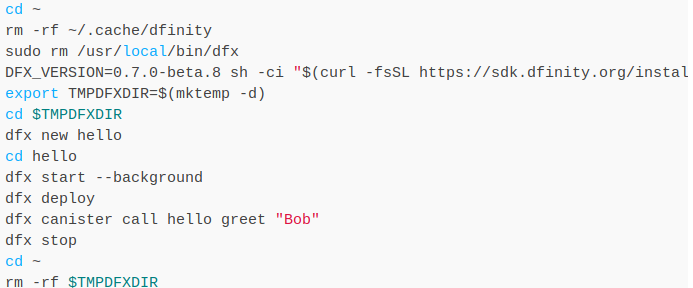 cd ~
rm -rf ~/.cache/dfinity
sudo rm /usr/local/bin/dfx
DFX_VERSION=0.7.0-beta.8 sh -ci "$(curl -fsSL https://sdk.dfinity.org/instal
export TMPDFXDIR=$(mktemp -d)
cd $TMPDFXDIR
dfx new hello
cd hello
dfx start --background
dfx deploy
dfx canister call hello greet "Bob"
dfx stop
cd ~
rm -rf $TMPDFXDIR